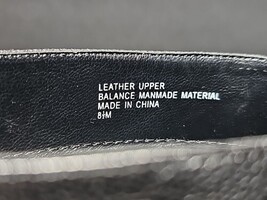 LEATHER UPPER
BALANCE MANMADE MATERIAL
MADE IN CHINA
8½M